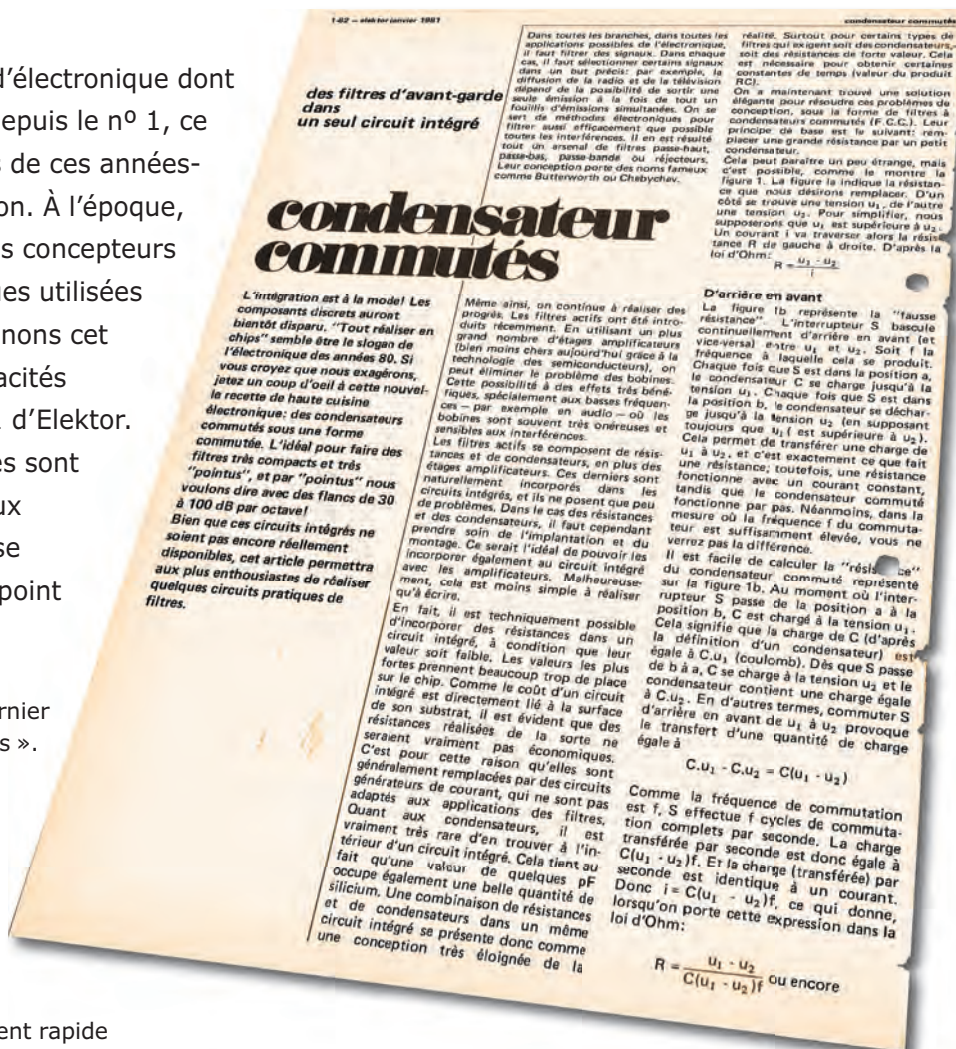 d'électronique dont
depuis le nº 1, ce
s de ces années-
on. À l'époque,
s concepteurs
ues utilisées
nons cet
acités
d'Elektor.
es sont
ux
se
point
rnier
s ».
ent rapide
1-62 — elektor janvier 1981
condensateur commutés
des filtres d'avant-garde
dans
un seul circuit intégré
condensateur
commutés
L'intégration est à la mode! Les
composants discrets auront
bientôt disparu. "Tout réaliser en
chips" semble être le slogan de
l'électronique des années 80. Si
vous croyez que nous exagérons,
jetez un coup d'oeil à cette nouvel-
le recette de haute cuisine
électronique: des condensateurs
commutés sous une forme
commutée. L'idéal pour faire des
filtres très compacts et très
"pointus", et par "pointus" nous
voulons dire avec des flancs de 30
à 100 dB par octave!
Bien que ces circuits intégrés ne
soient pas encore réellement
disponibles, cet article permettra
aux plus enthousiastes de réaliser
quelques circuits pratiques de
filtres.
Dans toutes les branches, dans toutes les
applications possibles de l'électronique,
il faut filtrer des signaux. Dans chaque
cas, il faut sélectionner certains signaux
dans un but précis: par exemple, la
diffusion de la radio et de la télévision
dépend de la possibilité de sortir une
seule émission à la fois de tout un
fouillis d'émissions simultanées. On se
sert de méthodes électroniques pour
filtrer aussi efficacement que possible
toutes les interférences. Il en est résulté
tout un arsenal de filtres passe-haut,
passe-bas, passe-bande ou réjecteurs.
Leur conception porte des noms fameux
comme Butterworth ou Chebychev.
Même ainsi, on continue à réaliser des
progrès. Les filtres actifs ont été intro-
duits récemment. En utilisant un plus
grand nombre d'étages amplificateurs
(bien moins chers aujourd'hui grâce à la
technologie des semiconducteurs), on
peut éliminer le problème des bobines.
Cette possibilité à des effets très béné-
fiques, spécialement aux basses fréquen-
ces — par exemple en audio — où les
bobines sont souvent très onéreuses et
sensibles aux interférences.
Les filtres actifs se composent de résis-
tances et de condensateurs, en plus des
étages amplificateurs. Ces derniers sont
naturellement incorporés dans les
circuits intégrés, et ils ne posent que peu
de problèmes. Dans le cas des résistances
et des condensateurs, il faut cependant
prendre soin de l'implantation et du
montage. Ce serait l'idéal de pouvoir les
incorporer également au circuit intégré
avec les amplificateurs. Malheureuse-
ment, cela est moins simple à réaliser
qu'à écrire.
En fait, il est techniquement possible
d'incorporer des résistances dans un
circuit intégré, à condition que leur
valeur soit faible. Les valeurs les plus
fortes prennent beaucoup trop de place
sur le chip. Comme le coût d'un circuit
intégré est directement lié à la surface
de son substrat, il est évident que des
résistances réalisées de la sorte ne
seraient vraiment pas économiques.
C'est pour cette raison qu'elles sont
généralement remplacées par des circuits
générateurs de courant, qui ne sont pas
adaptés aux applications des filtres.
Quant aux condensateurs, il est
vraiment très rare d'en trouver à l'in-
térieur d'un circuit intégré. Cela tient au
fait qu'une valeur de quelques pF
occupe également une belle quantité de
silicium. Une combinaison de résistances
et de condensateurs dans un même
circuit intégré se présente donc comme
une conception très éloignée de la
réalité. Surtout pour certains types de
filtres qui exigent soit des condensateurs,
soit des résistances de forte valeur. Cela
est nécessaire pour obtenir certaines
constantes de temps (valeur du produit
RC).
On a maintenant trouvé une solution
élégante pour résoudre ces problèmes de
conception, sous la forme de filtres à
condensateurs commutés (F.C.C.). Leur
principe de base est le suivant: rem-
placer une grande résistance par un petit
condensateur.
Cela peut paraître un peu étrange, mais
c'est possible, comme le montre la
figure 1. La figure 1a indique la résistan-
ce que nous désirons remplacer. D'un
côté se trouve une tension u₁, de l'autre
une tension u₂. Pour simplifier, nous
supposerons que u₁ est supérieure à u₂.
Un courant i va traverser alors la résis-
tance R de gauche à droite. D'après la
loi d'Ohm:
R = (u₁ - u₂) / i
D'arrière en avant
La figure 1b représente la "fausse
résistance". L'interrupteur S bascule
continuellement d'arrière en avant (et
vice-versa) entre u₁ et u₂. Soit f la
fréquence à laquelle cela se produit.
Chaque fois que S est dans la position a,
le condensateur C se charge jusqu'à la
tension u₁. Chaque fois que S est dans
la position b, le condensateur se déchar-
ge jusqu'à la tension u₂ (en supposant
toujours que u₁ ( est supérieure à u₂).
Cela permet de transférer une charge de
u₁ à u₂, et c'est exactement ce que fait
une résistance; toutefois, une résistance
fonctionne avec un courant constant,
tandis que le condensateur commuté
fonctionne par pas. Néanmoins, dans la
mesure où la fréquence f du commuta-
teur est suffisamment élevée, vous ne
verrez pas la différence.
Il est facile de calculer la "résis ce"
du condensateur commuté représenté
sur la figure 1b. Au moment où l'inter-
rupteur S passe de la position a à la
position b, C est chargé à la tension u₁.
Cela signifie que la charge de C (d'après
la définition d'un condensateur) est
égale à C.u₁ (coulomb). Dès que S passe
de b à a, C se charge à la tension u₂ et le
condensateur contient une charge égale
à C.u₂. En d'autres termes, commuter S
d'arrière en avant de u₁ à u₂ provoque
le transfert d'une quantité de charge
égale à
C.u₁ - C.u₂ = C(u₁ - u₂)
Comme la fréquence de commutation
est f, S effectue f cycles de commuta-
tion complets par seconde. La charge
transférée par seconde est donc égale à
C(u₁ - u₂)f. Et la charge (transférée) par
seconde est identique à un courant.
Donc i = C(u₁ - u₂)f, ce qui donne,
lorsqu'on porte cette expression dans la
loi d'Ohm:
R = (u₁ - u₂) / C(u₁ - u₂)f ou encore